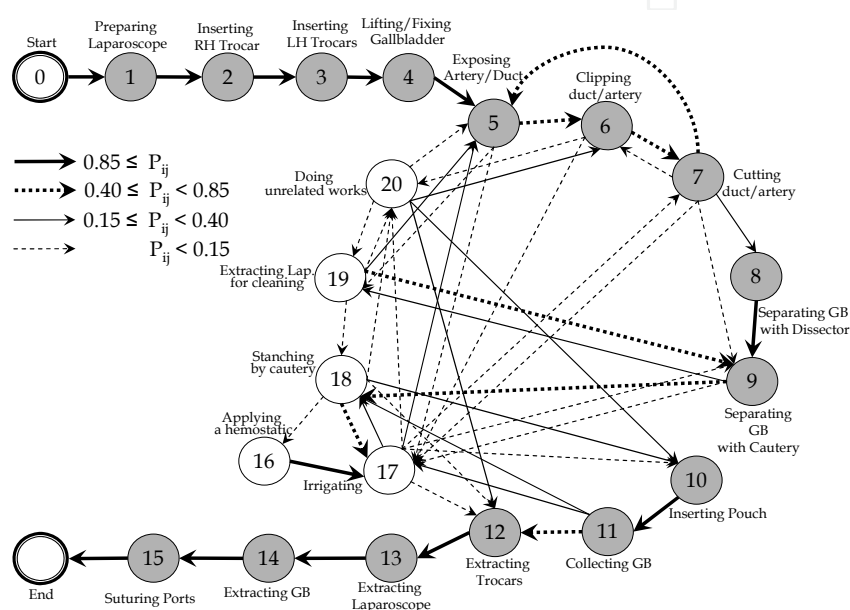 Start
0
Preparing
Laparoscope
1
Inserting
RH Trocar
2
Inserting
LH Trocars
3
Lifting/Fixing
Gallbladder
4
Exposing
Artery/Duct
5
Clipping
duct/artery
6
Cutting
duct/artery
7
0.85 ≤ Pij
0.40 ≤ Pij < 0.85
0.15 ≤ Pij < 0.40
Pij < 0.15
Doing
unrelated works
20
8
Separating GB
with Dissector
Extracting Lap.
for cleaning
19
9
Separating
GB
with Cautery
Stanching
by cautery
18
Applying
a hemostatic
16
Irrigating
17
10
Inserting Pouch
11
Collecting GB
12
Extracting
Trocars
13
Extracting
Laparoscope
14
Extracting GB
15
Suturing Ports
End